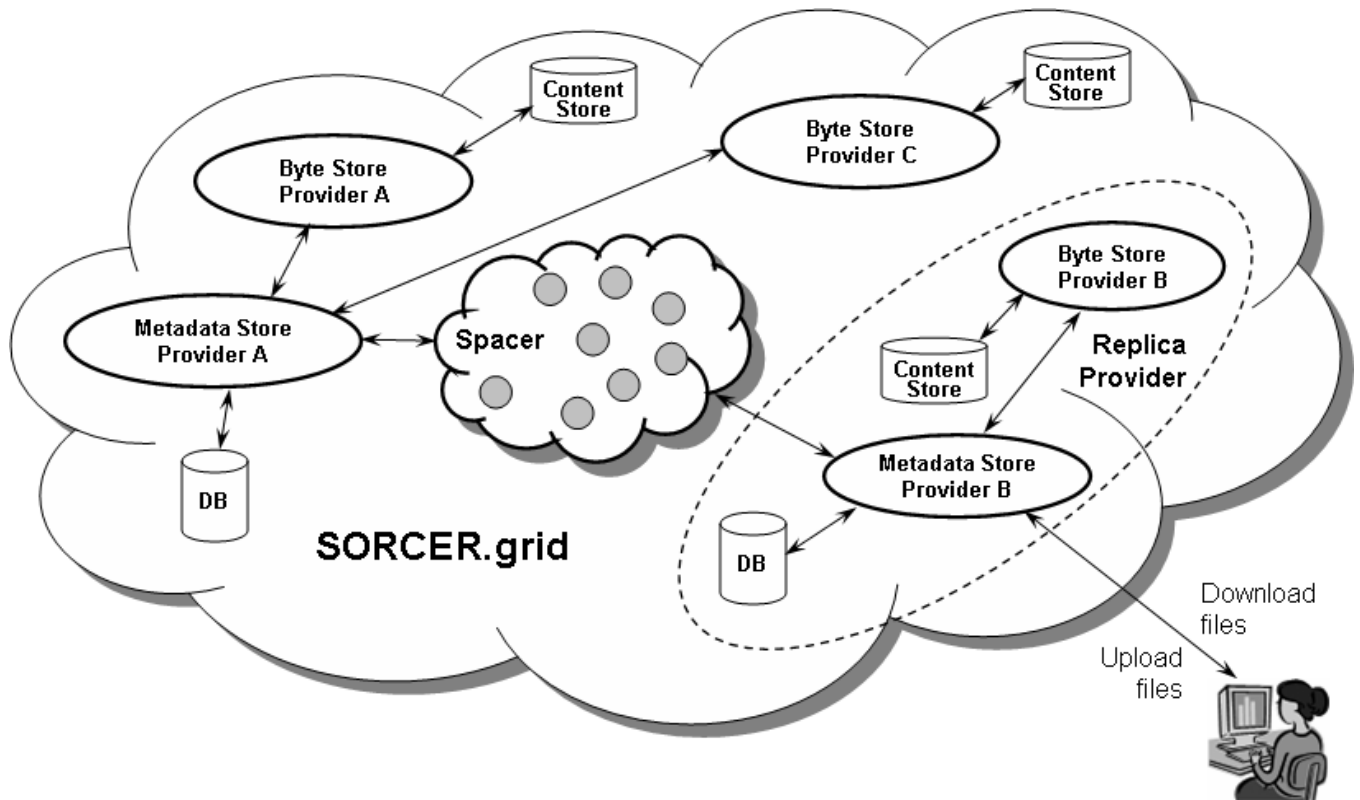 Content
Store
Content
Store
Byte Store
Provider A
Byte Store
Provider C
Byte Store
Provider B
Metadata Store
Provider A
Spacer
Replica
Provider
Content
Store
Metadata Store
Provider B
DB
DB
SORCER.grid
Download
files
Upload
files